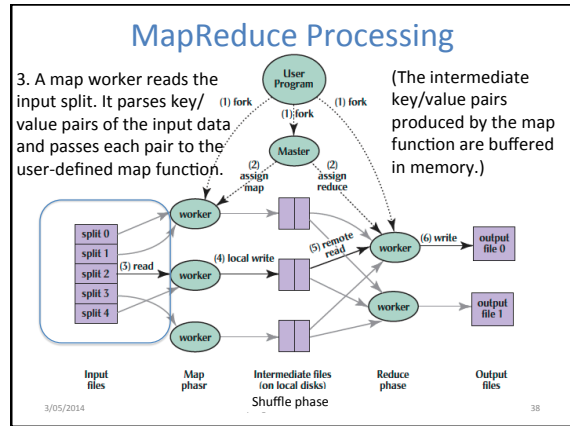 MapReduce Processing
3. A map worker reads the
input split. It parses key/
value pairs of the input data
and passes each pair to the
user-defined map function.
(The intermediate
key/value pairs
produced by the map
function are buffered
in memory.)
User
Program
(1) fork
(1) fork
(1) fork
Master
(2)
assign
map
(2)
assign
reduce
worker
split 0
split 1
split 2
split 3
split 4
(3) read
worker
(4) local write
(5) remote
read
worker
(6) write
output
file 0
worker
output
file 1
worker
Input
files
Map
phasr
Intermediate files
(on local disks)
Reduce
phase
Output
files
Shuffle phase
3/05/2014
38